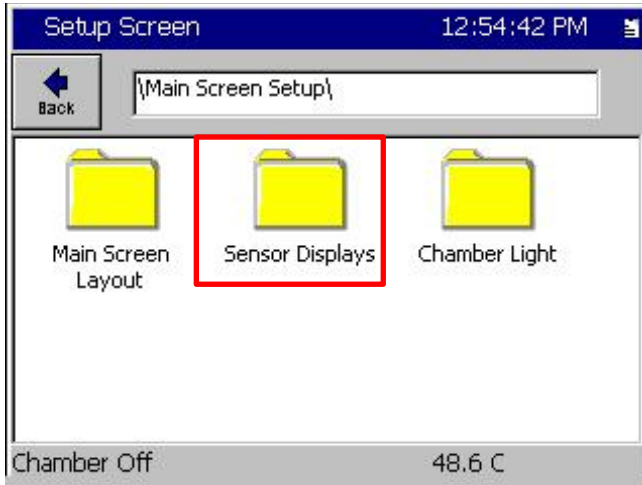 Setup Screen 12:54:42 PM
Back
\Main Screen Setup\
Main Screen
Layout
Sensor Displays
Chamber Light
Chamber Off 48.6 C